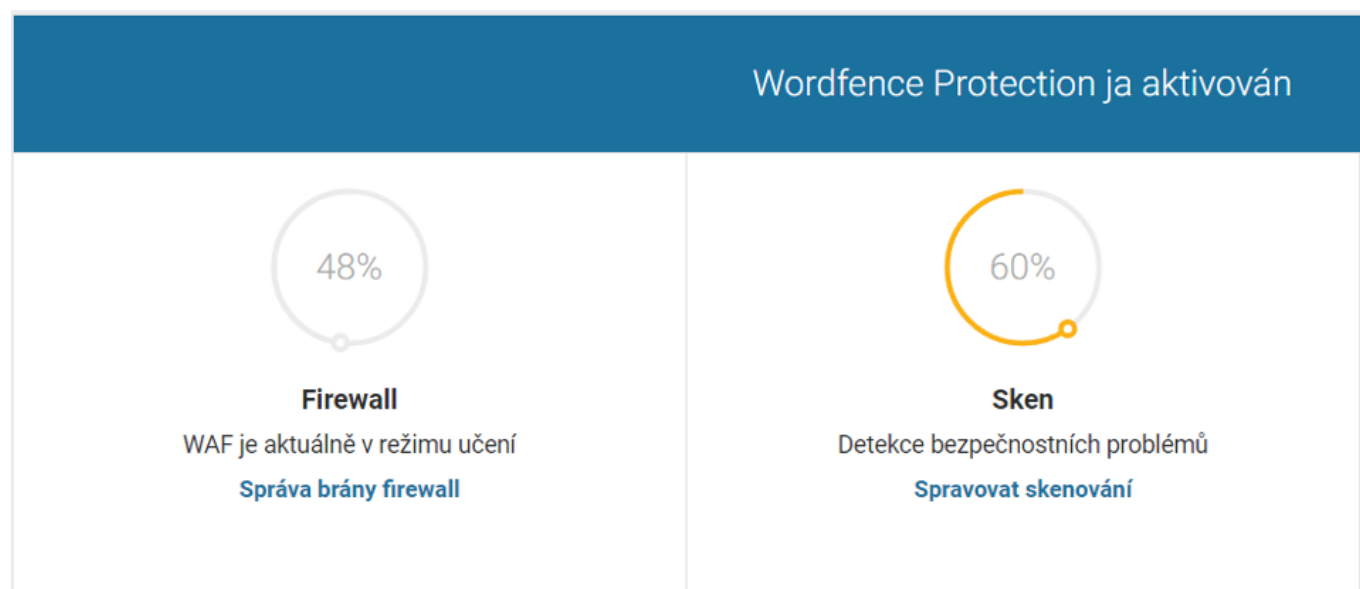 Wordfence Protection ja aktivován
48%
Firewall
WAF je aktuálně v režimu učení
Správa brány firewall
60%
Sken
Detekce bezpečnostních problémů
Spravovat skenování